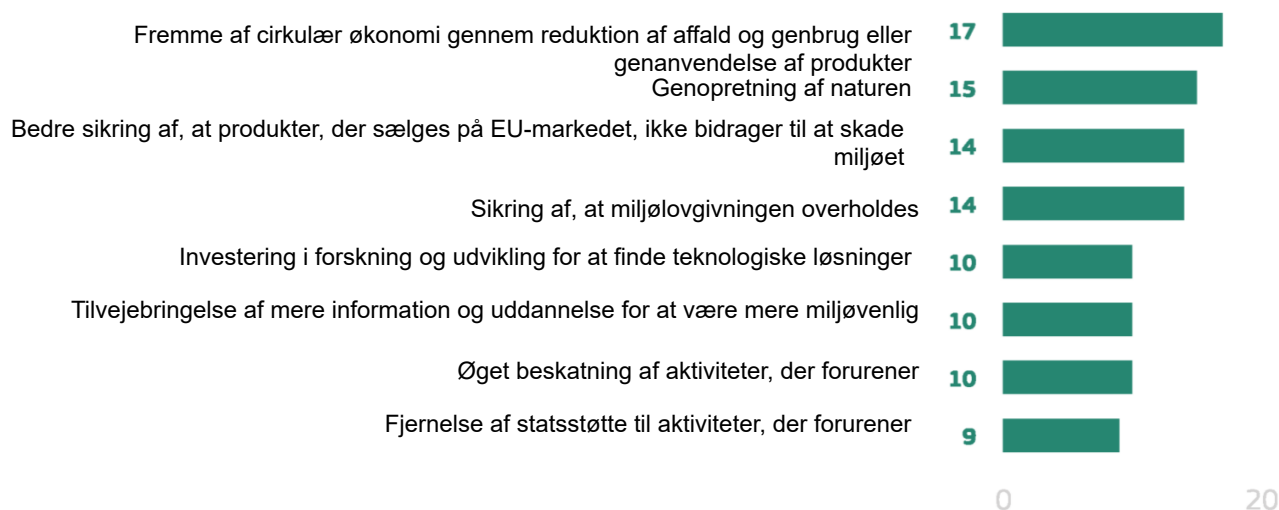 Fremme af cirkulær økonomi gennem reduktion af affald og genbrug eller
genanvendelse af produkter
17
Genopretning af naturen
15
Bedre sikring af, at produkter, der sælges på EU-markedet, ikke bidrager til at skade
miljøet
14
Sikring af, at miljølovgivningen overholdes
14
Investering i forskning og udvikling for at finde teknologiske løsninger
10
Tilvejebringelse af mere information og uddannelse for at være mere miljøvenlig
10
Øget beskatning af aktiviteter, der forurener
10
Fjernelse af statsstøtte til aktiviteter, der forurener
9
0
20